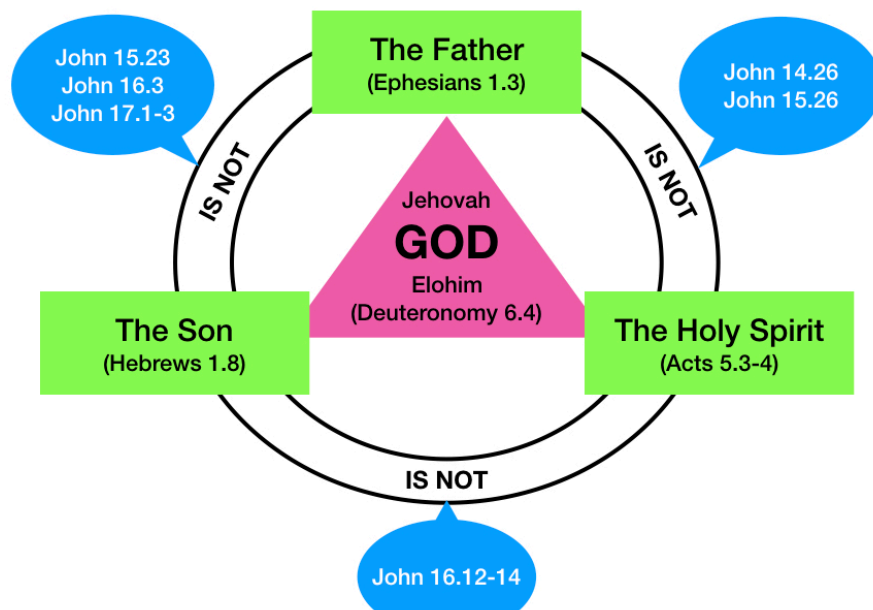 The Father
(Ephesians 1.3)
John 15.23
John 16.3
John 17.1-3
John 14.26
John 15.26
IS NOT
IS NOT
Jehovah
GOD
Elohim
(Deuteronomy 6.4)
The Son
(Hebrews 1.8)
The Holy Spirit
(Acts 5.3-4)
IS NOT
John 16.12-14